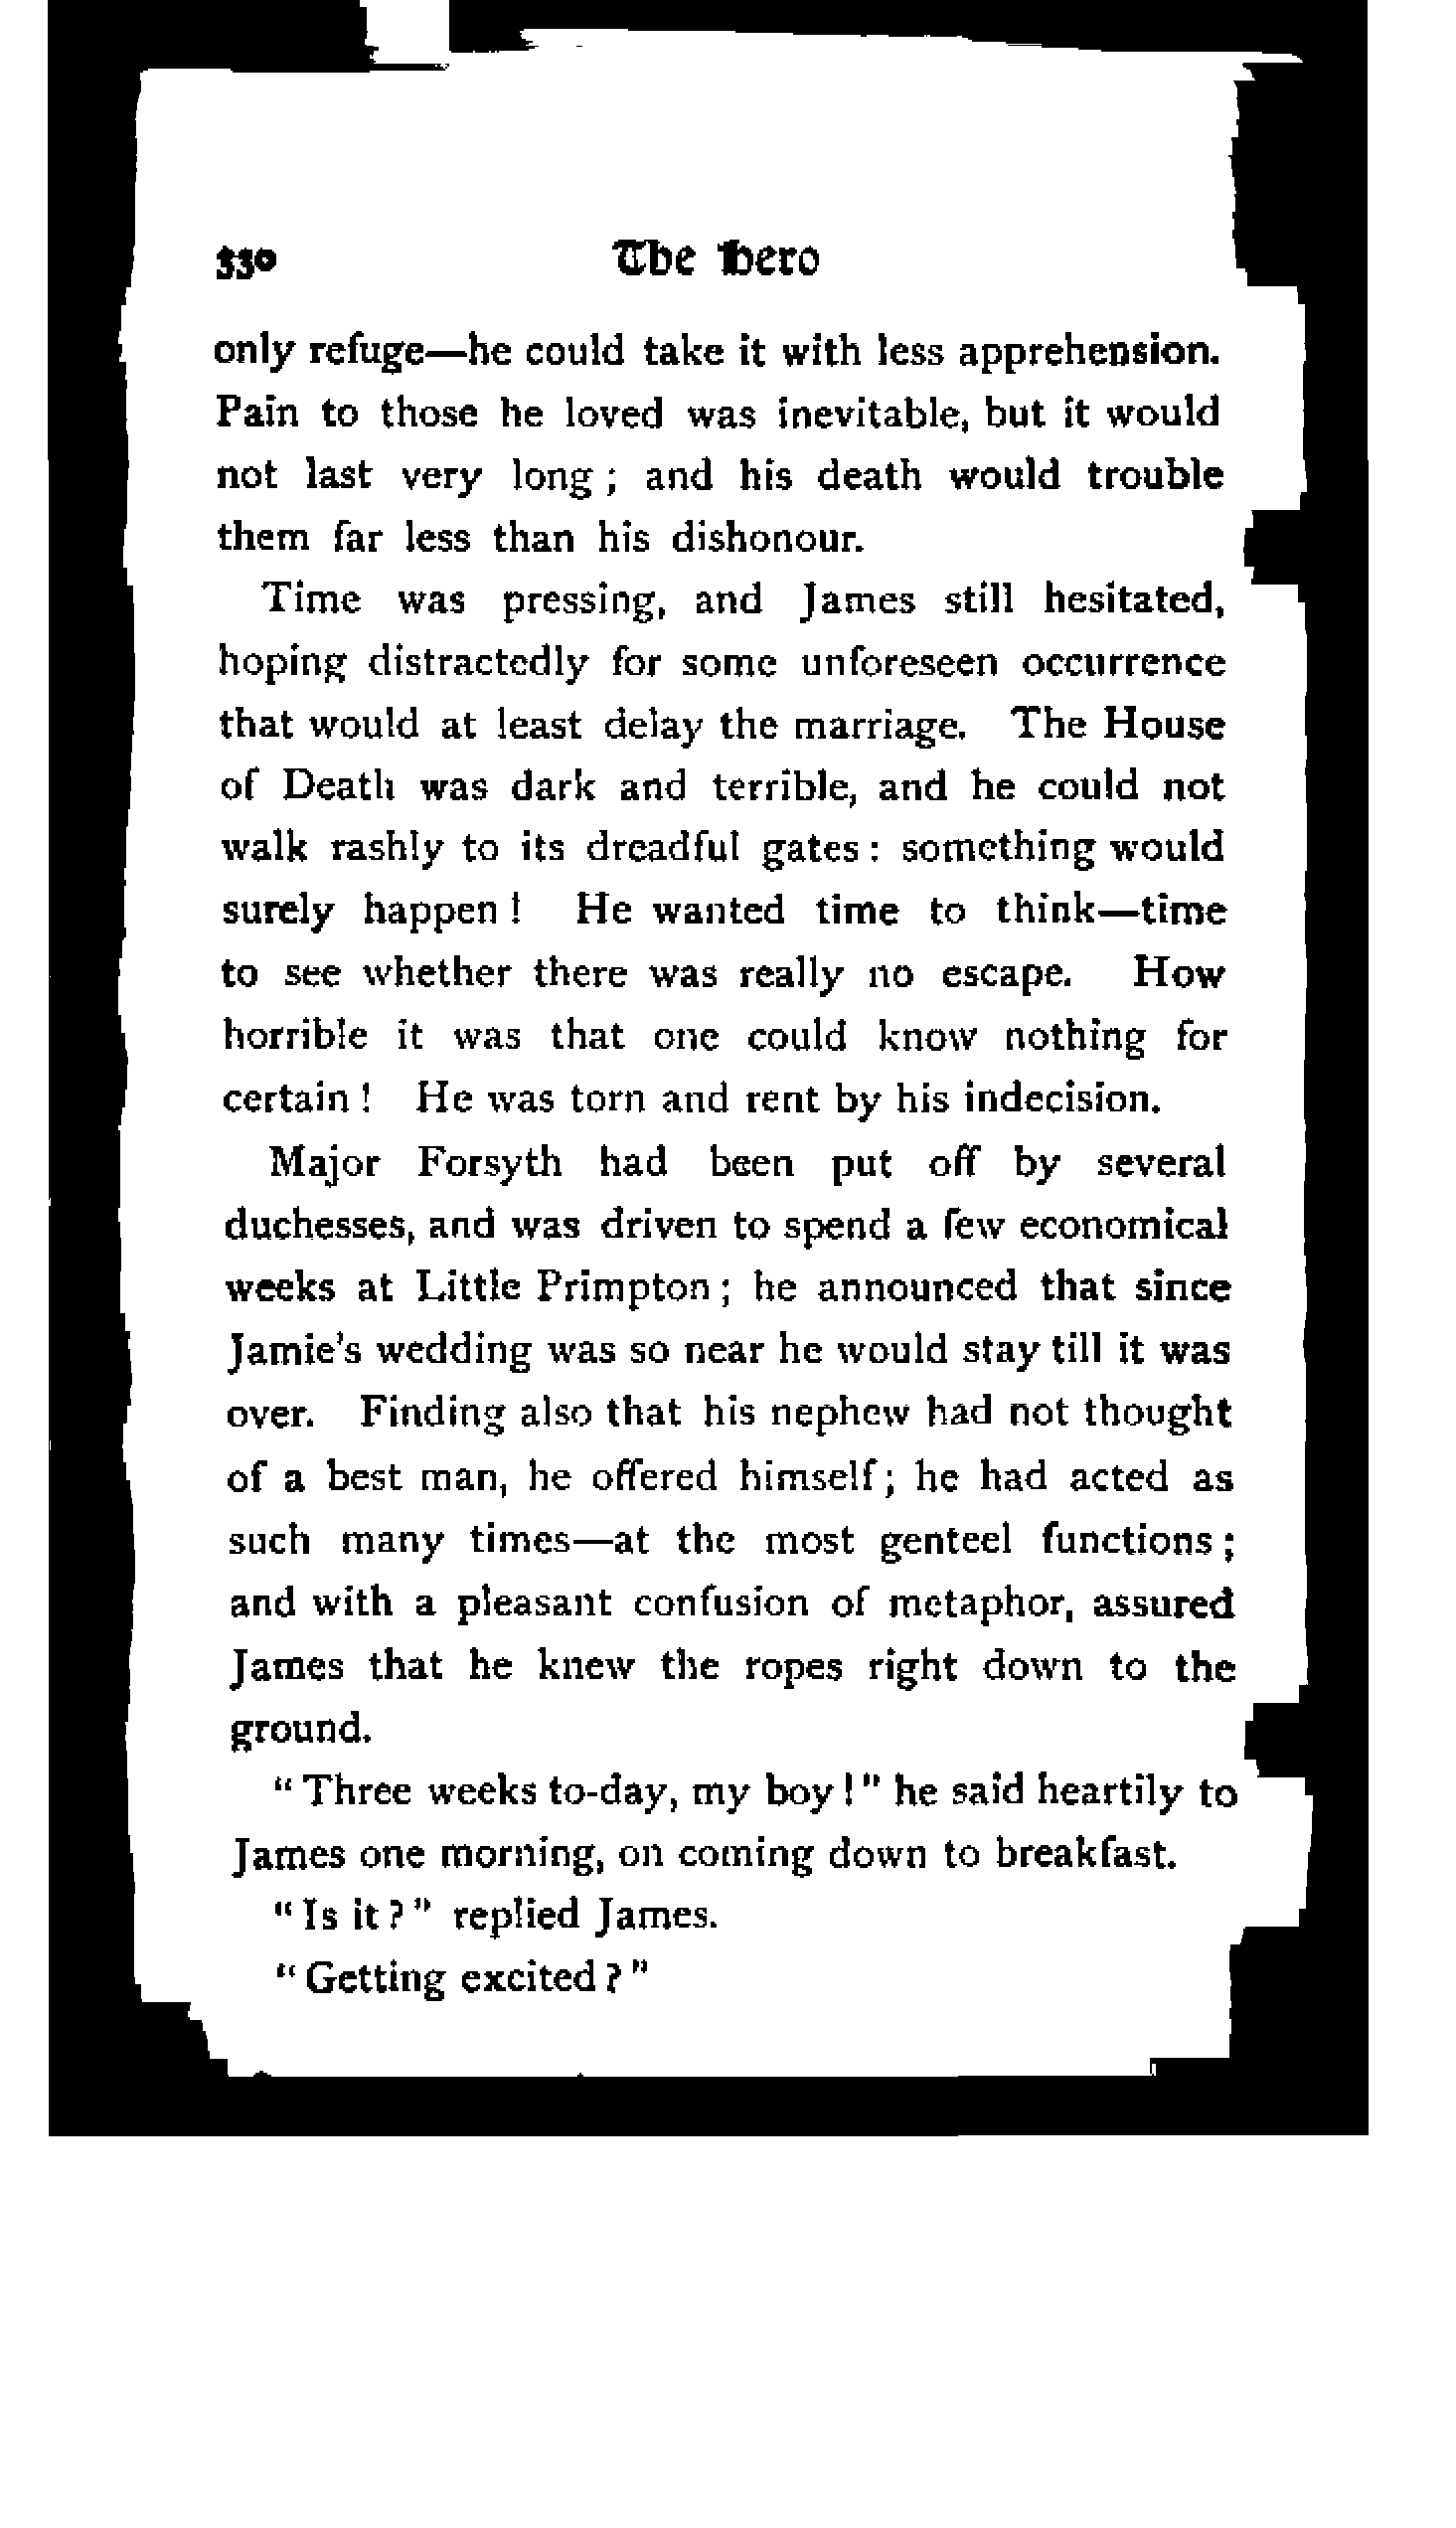 330 The Hero
only refuge—he could take it with less apprehension.
Pain to those he loved was inevitable, but it would
not last very long; and his death would trouble
them far less than his dishonour.
Time was pressing, and James still hesitated,
hoping distractedly for some unforeseen occurrence
that would at least delay the marriage. The House
of Death was dark and terrible, and he could not
walk rashly to its dreadful gates: something would
surely happen! He wanted time to think—time
to see whether there was really no escape. How
horrible it was that one could know nothing for
certain! He was torn and rent by his indecision.
Major Forsyth had been put off by several
duchesses, and was driven to spend a few economical
weeks at Little Primpton; he announced that since
Jamie's wedding was so near he would stay till it was
over. Finding also that his nephew had not thought
of a best man, he offered himself; he had acted as
such many times—at the most genteel functions;
and with a pleasant confusion of metaphor, assured
James that he knew the ropes right down to the
ground.
"Three weeks to-day, my boy!" he said heartily to
James one morning, on coming down to breakfast.
"Is it?" replied James.
"Getting excited?"